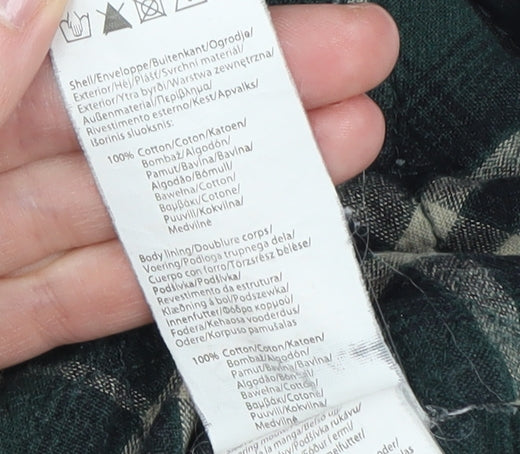 Shell/Enveloppe/Buitenkant/Ogrodje/
Exterior/Héj/Plášť/Svrchní materiál/
Exterior/Ytra byrði/Warstwa zewnętrzna/
Außenmaterial/Περίβλημα/
Rivestimento esterno/Kest/Apvalks/
Išorinis sluoksnis:
100% Cotton/Coton/Katoen/
Bombaž/Algodón/
Pamut/Bavlna/Bavlna/
Algodão/Bómull/
Bawełna/Cotton/
Βαμβάκι/Cotone/
Puuvill/Kokvilna/
Medvilnė
Body lining/Doublure corps/
Voering/Podloga trupnega dela/
Cuerpo con forro/Törzsrész bélése/
Podšívka/Podšívka/
Revestimento da estrutura/
Klæðning á bol/Podszewka/
Innenfutter/Φόδρα κορμού/
Fodera/Kehaosa vooderdus/
Odere/Korpuso pamušalas
100% Cotton/Coton/Katoen/
Bombaž/Algodón/
Pamut/Bavlna/Bavlna/
Algodão/Bómull/
Bawełna/Cotton/
Βαμβάκι/Cotone/
Puuvill/Kokvilna/
Medvilnė